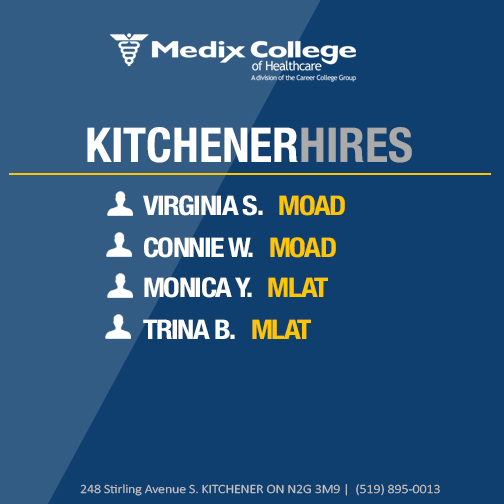 Medix College
of Healthcare
A division of the Career College Group
KITCHENERHIRES
VIRGINIA S. MOAD
CONNIE W. MOAD
MONICA Y. MLAT
TRINA B. MLAT
248 Stirling Avenue S. KITCHENER ON N2G 3M9 | (519) 895-0013